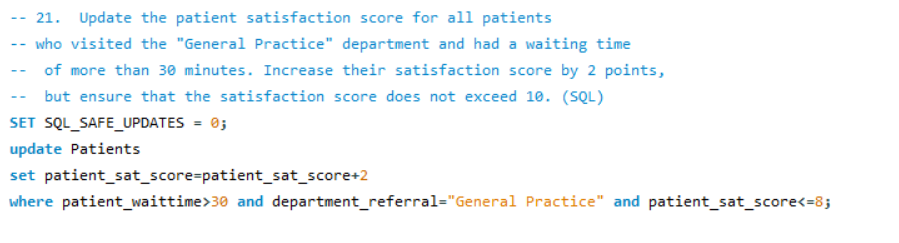 -- 21.  Update the patient satisfaction score for all patients
-- who visited the "General Practice" department and had a waiting time
--  of more than 30 minutes. Increase their satisfaction score by 2 points,
--  but ensure that the satisfaction score does not exceed 10. (SQL)
SET SQL_SAFE_UPDATES = 0;
update Patients
set patient_sat_score=patient_sat_score+2
where patient_waittime>30 and department_referral="General Practice" and patient_sat_score<=8;